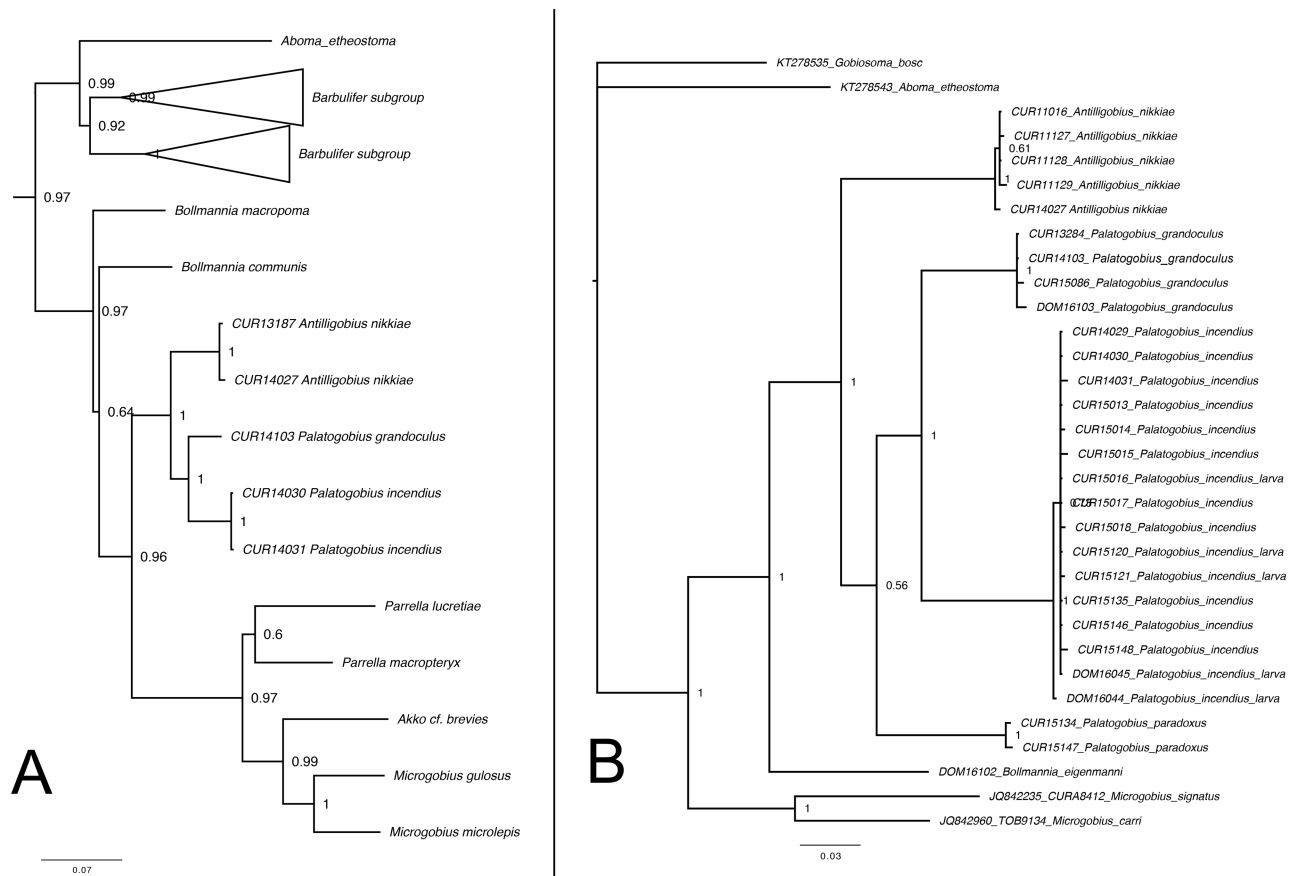 Aboma_etheostoma
0.99
0.99
Barbulifer subgroup
0.92
1
Barbulifer subgroup
0.97
Bollmannia macropoma
Bollmannia communis
0.97
CUR13187 Antilligobius nikkiae
1
CUR14027 Antilligobius nikkiae
0.64
1
CUR14103 Palatogobius grandoculus
1
CUR14030 Palatogobius incendius
1
CUR14031 Palatogobius incendius
0.96
Parrella lucretiae
0.6
Parrella macropteryx
0.97
Akko cf. brevies
0.99
Microgobius gulosus
1
Microgobius microlepis
A
0.07
KT278535_Gobiosoma_bosc
KT278543_Aboma_etheostoma
CUR11016_Antilligobius_nikkiae
CUR11127_Antilligobius_nikkiae
0.61
CUR11128_Antilligobius_nikkiae
1
CUR11129_Antilligobius_nikkiae
CUR14027 Antilligobius nikkiae
CUR13284_Palatogobius_grandoculus
CUR14103_ Palatogobius_grandoculus
1
CUR15086_Palatogobius_grandoculus
DOM16103_Palatogobius_grandoculus
CUR14029_Palatogobius_incendius
CUR14030_Palatogobius_incendius
1
CUR14031_Palatogobius_incendius
CUR15013_Palatogobius_incendius
CUR15014_Palatogobius_incendius
1
CUR15015_Palatogobius_incendius
CUR15016_Palatogobius_incendius_larva
CUR15017_Palatogobius_incendius
CUR15018_Palatogobius_incendius
CUR15120_Palatogobius_incendius_larva
1
CUR15121_Palatogobius_incendius_larva
0.56
1
CUR15135_Palatogobius_incendius
CUR15146_Palatogobius_incendius
CUR15148_Palatogobius_incendius
DOM16045_Palatogobius_incendius_larva
1
DOM16044_Palatogobius_incendius_larva
CUR15134_Palatogobius_paradoxus
1
CUR15147_Palatogobius_paradoxus
DOM16102_Bollmannia_eigenmanni
JQ842235_CURA8412_Microgobius_signatus
1
JQ842960_TOB9134_Microgobius_carri
B
0.03